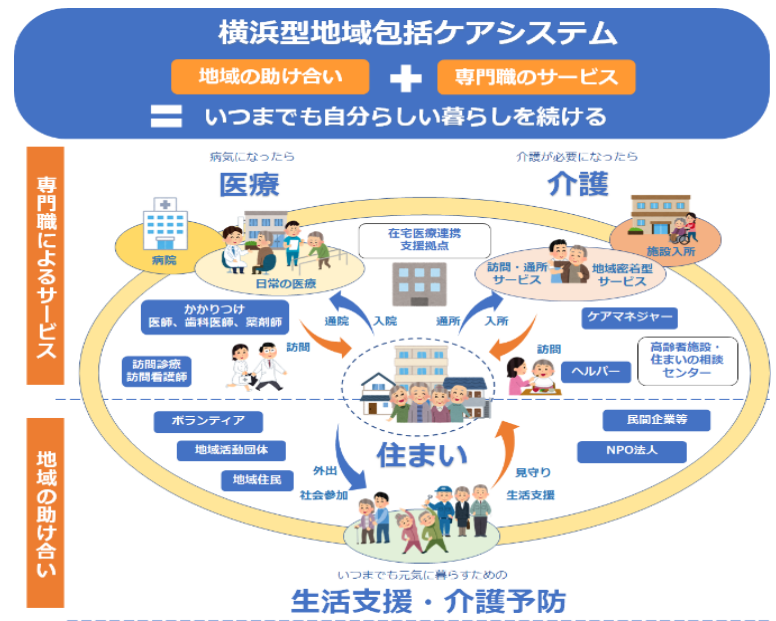 横浜型地域包括ケアシステム
地域の助け合い + 専門職のサービス
= いつまでも自分らしい暮らしを続ける
専門職によるサービス
病気になったら
医療
介護が必要になったら
介護
病院
日常の医療
在宅医療連携
支援拠点
訪問・通所
サービス
地域密着型
サービス
施設入所
かかりつけ
医師、歯科医師、薬剤師
訪問診療
訪問看護師
訪問
通院
入院
通所
入所
訪問
ケアマネジャー
ヘルパー
高齢者施設・
住まいの相談
センター
住まい
地域の助け合い
ボランティア
地域活動団体
地域住民
外出
社会参加
見守り
生活支援
民間企業等
NPO法人
いつまでも元気に暮らすための
生活支援・介護予防